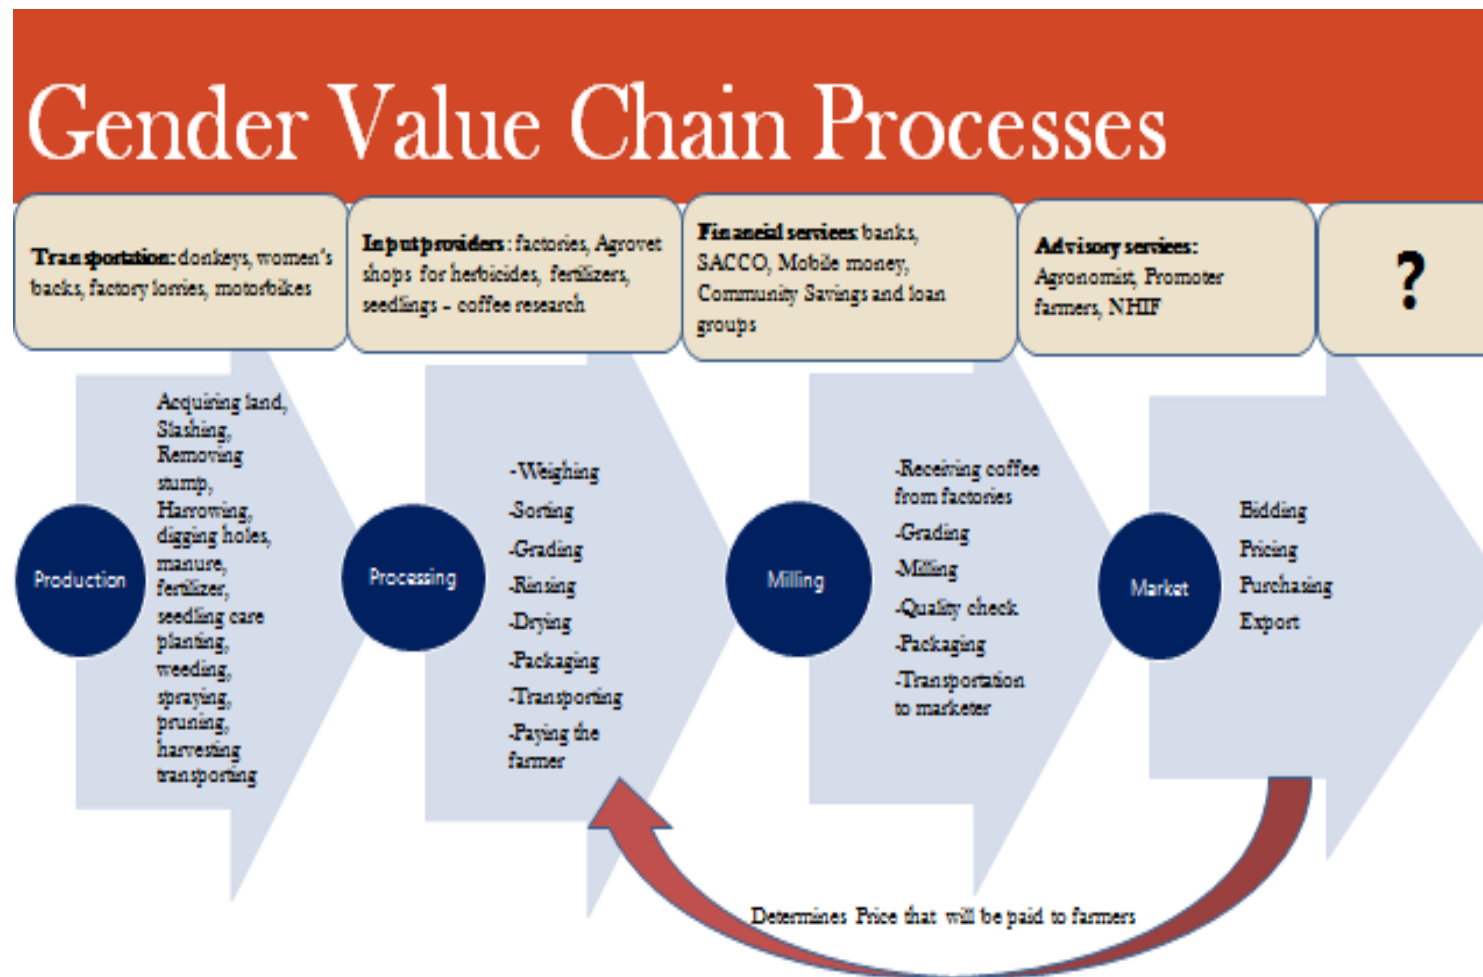 Gender Value Chain Processes
Transportation: donkeys, women's
backs, factory lorries, motorbikes
Input providers: factories, Agrovet
shops for herbicides, fertilizers,
seedlings – coffee research
Financial services: banks,
SACCO, Mobile money,
Community Savings and loan
groups
Advisory services:
Agronomist, Promoter
farmers, NHIF
?
Production
Acquiring land,
Slashing,
Removing
stump,
Harrowing,
digging holes,
manure,
fertilizer,
seedling care
planting,
weeding,
spraying,
pruning,
harvesting
transporting
Processing
-Weighing
-Sorting
-Grading
-Rinsing
-Drying
-Packaging
-Transporting
-Paying the
farmer
Milling
-Receiving coffee
from factories
-Grading
-Milling
-Quality check
-Packaging
-Transportation
to marketer
Market
Bidding
Pricing
Purchasing
Export
Determines Price that will be paid to farmers